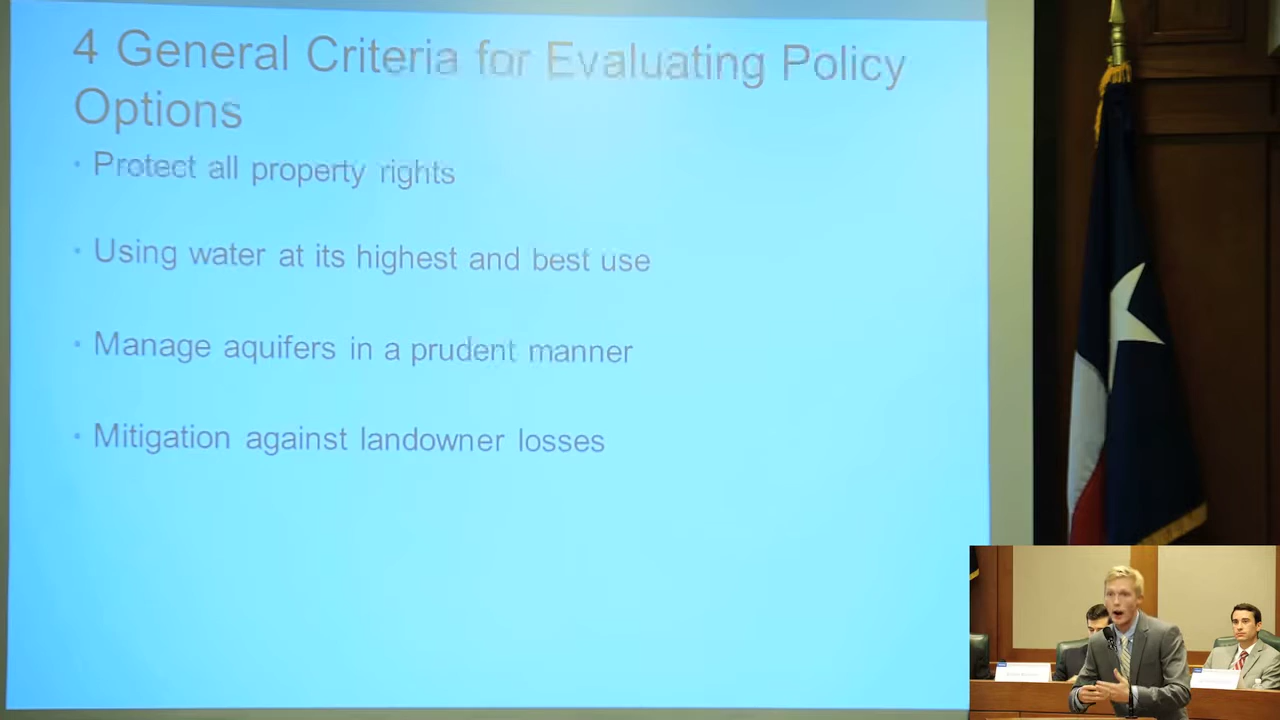 4 General Criteria for Evaluating Policy
Options
• Protect all property rights
• Using water at its highest and best use
• Manage aquifers in a prudent manner
• Mitigation against landowner losses